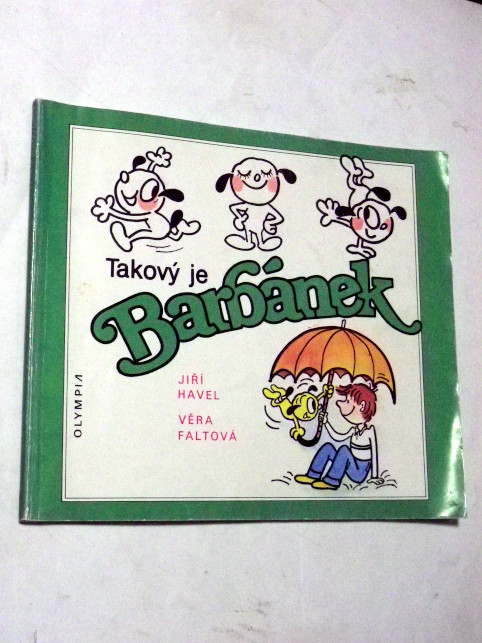 Takový je
Barbánek
JIŘÍ
HAVEL
VĚRA
FALTOVÁ
OLYMPIA